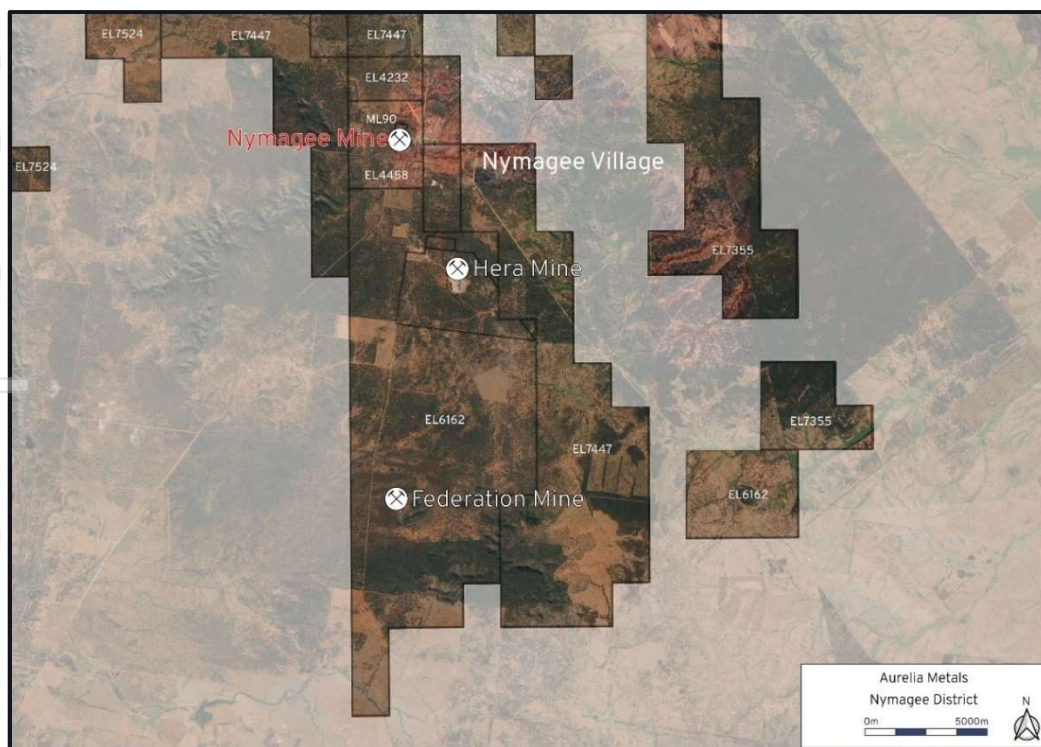 EL7524
EL7447
EL7447
EL4232
ML90
Nymagee Mine
Nymagee Village
EL7524
EL4458
EL7355
Hera Mine
EL6162
EL7355
EL7447
EL6162
Federation Mine
Aurelia Metals
Nymagee District
N
0m 5000m